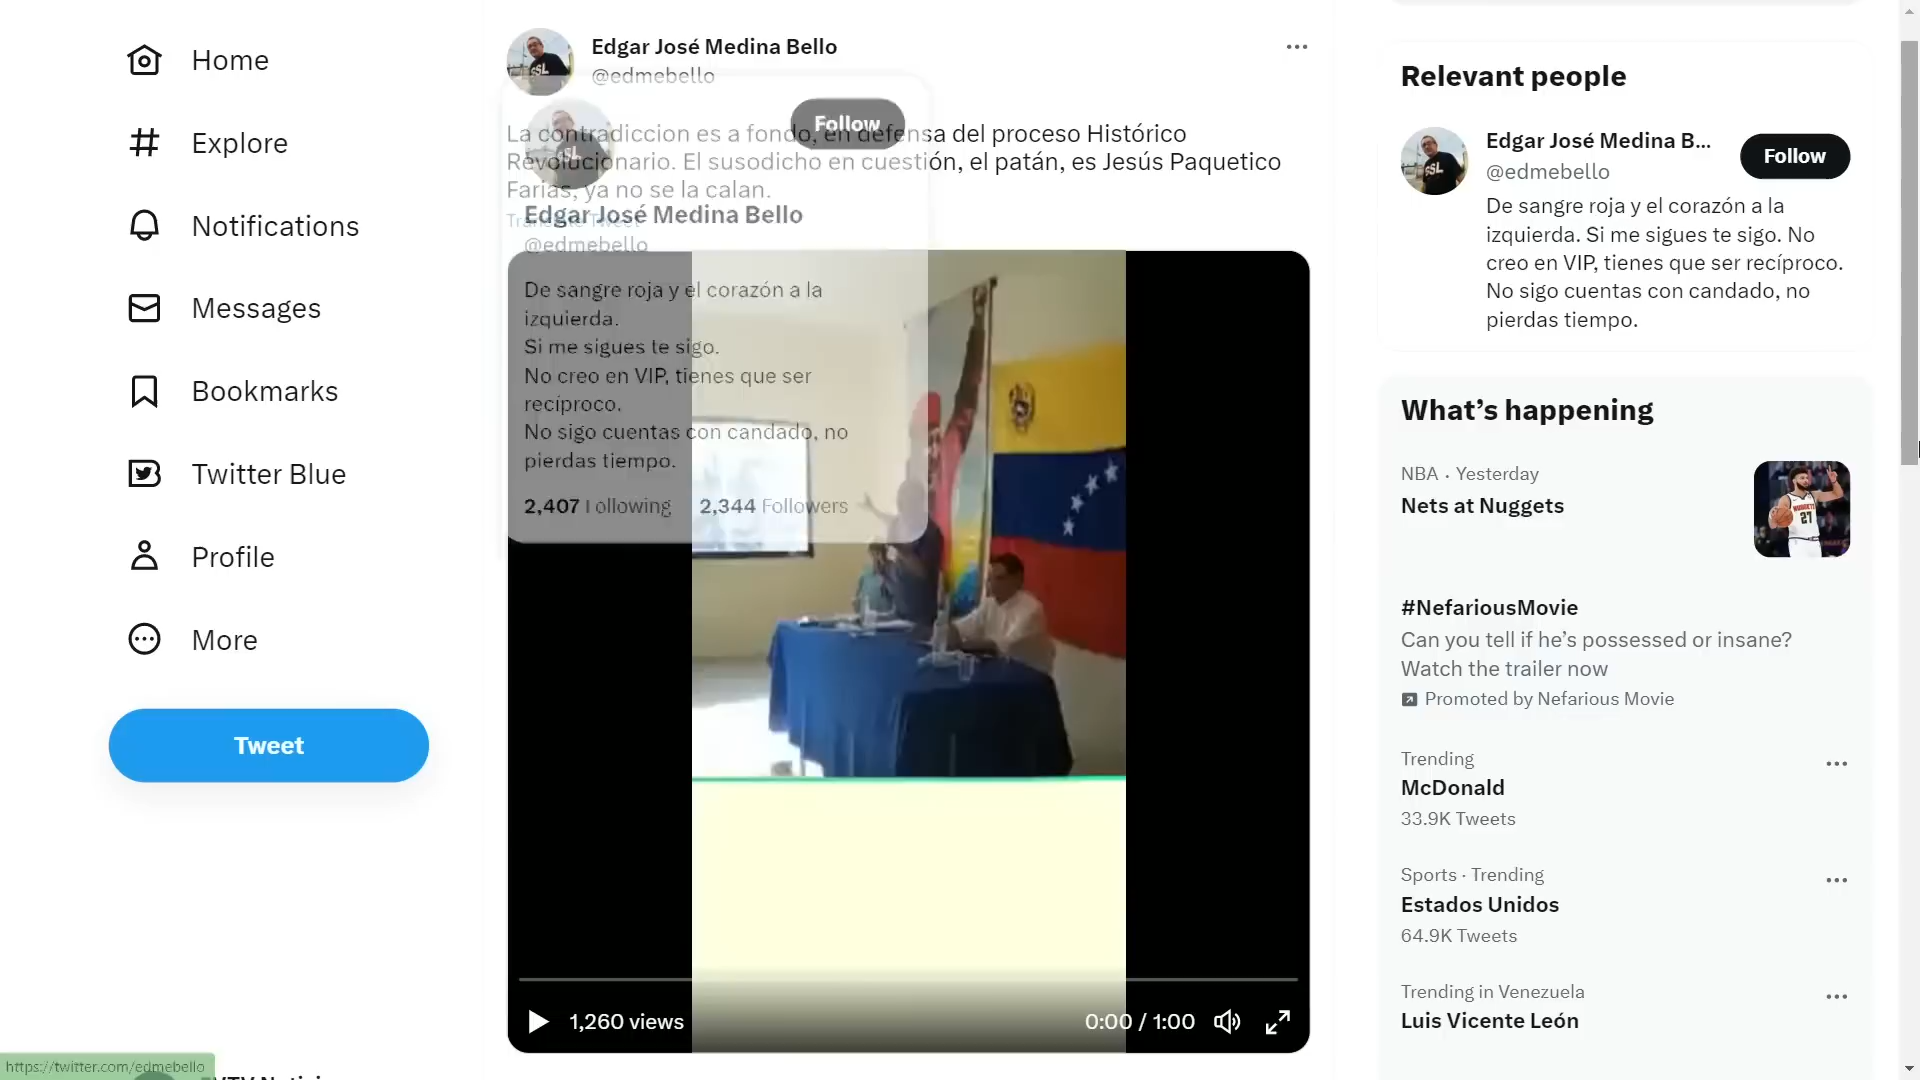 Home
Explore
Notifications
Messages
Bookmarks
Twitter Blue
Profile
More
Tweet
https://twitter.com/edmebello
Edgar José Medina Bello
@edmebello
La contradiccion es a fondo, en defensa del proceso Histórico
Revolucionario. El susodicho en cuestión, el patán, es Jesús Paquetico
Farías, ya no se la calan.
Translate Tweet
Follow
Edgar José Medina Bello
@edmebello
De sangre roja y el corazón a la
izquierda.
Si me sigues te sigo.
No creo en VIP, tienes que ser
recíproco.
No sigo cuentas con candado, no
pierdas tiempo.
2,407 Following 2,344 Followers
1,260 views
0:00 / 1:00
Relevant people
Edgar José Medina B...
@edmebello
Follow
De sangre roja y el corazón a la
izquierda. Si me sigues te sigo. No
creo en VIP, tienes que ser recíproco.
No sigo cuentas con candado, no
pierdas tiempo.
What's happening
NBA · Yesterday
Nets at Nuggets
#NefariousMovie
Can you tell if he's possessed or insane?
Watch the trailer now
Promoted by Nefarious Movie
Trending
McDonald
33.9K Tweets
Sports · Trending
Estados Unidos
64.9K Tweets
Trending in Venezuela
Luis Vicente León